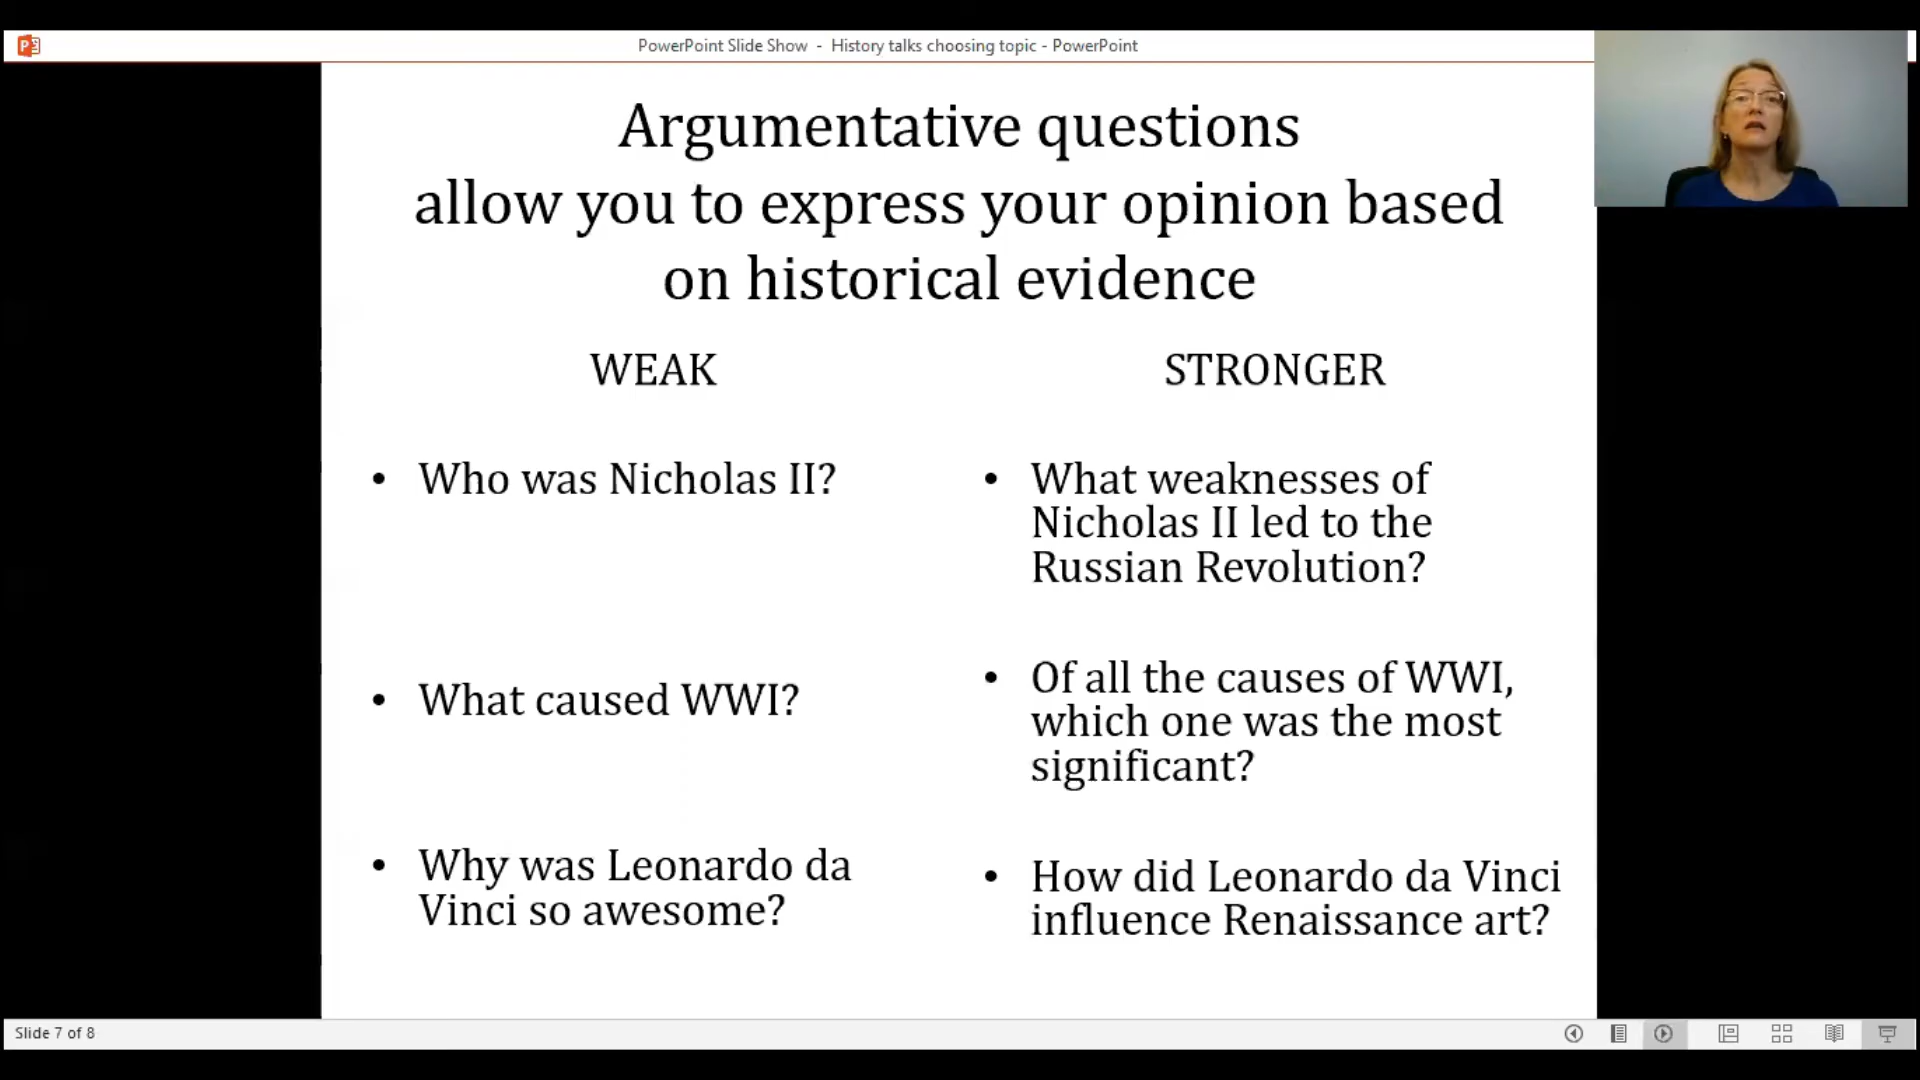 PowerPoint Slide Show - History talks choosing topic - PowerPoint
Argumentative questions
allow you to express your opinion based
on historical evidence
WEAK
• Who was Nicholas II?
• What caused WWI?
• Why was Leonardo da
Vinci so awesome?
STRONGER
• What weaknesses of
Nicholas II led to the
Russian Revolution?
• Of all the causes of WWI,
which one was the most
significant?
• How did Leonardo da Vinci
influence Renaissance art?
Slide 7 of 8